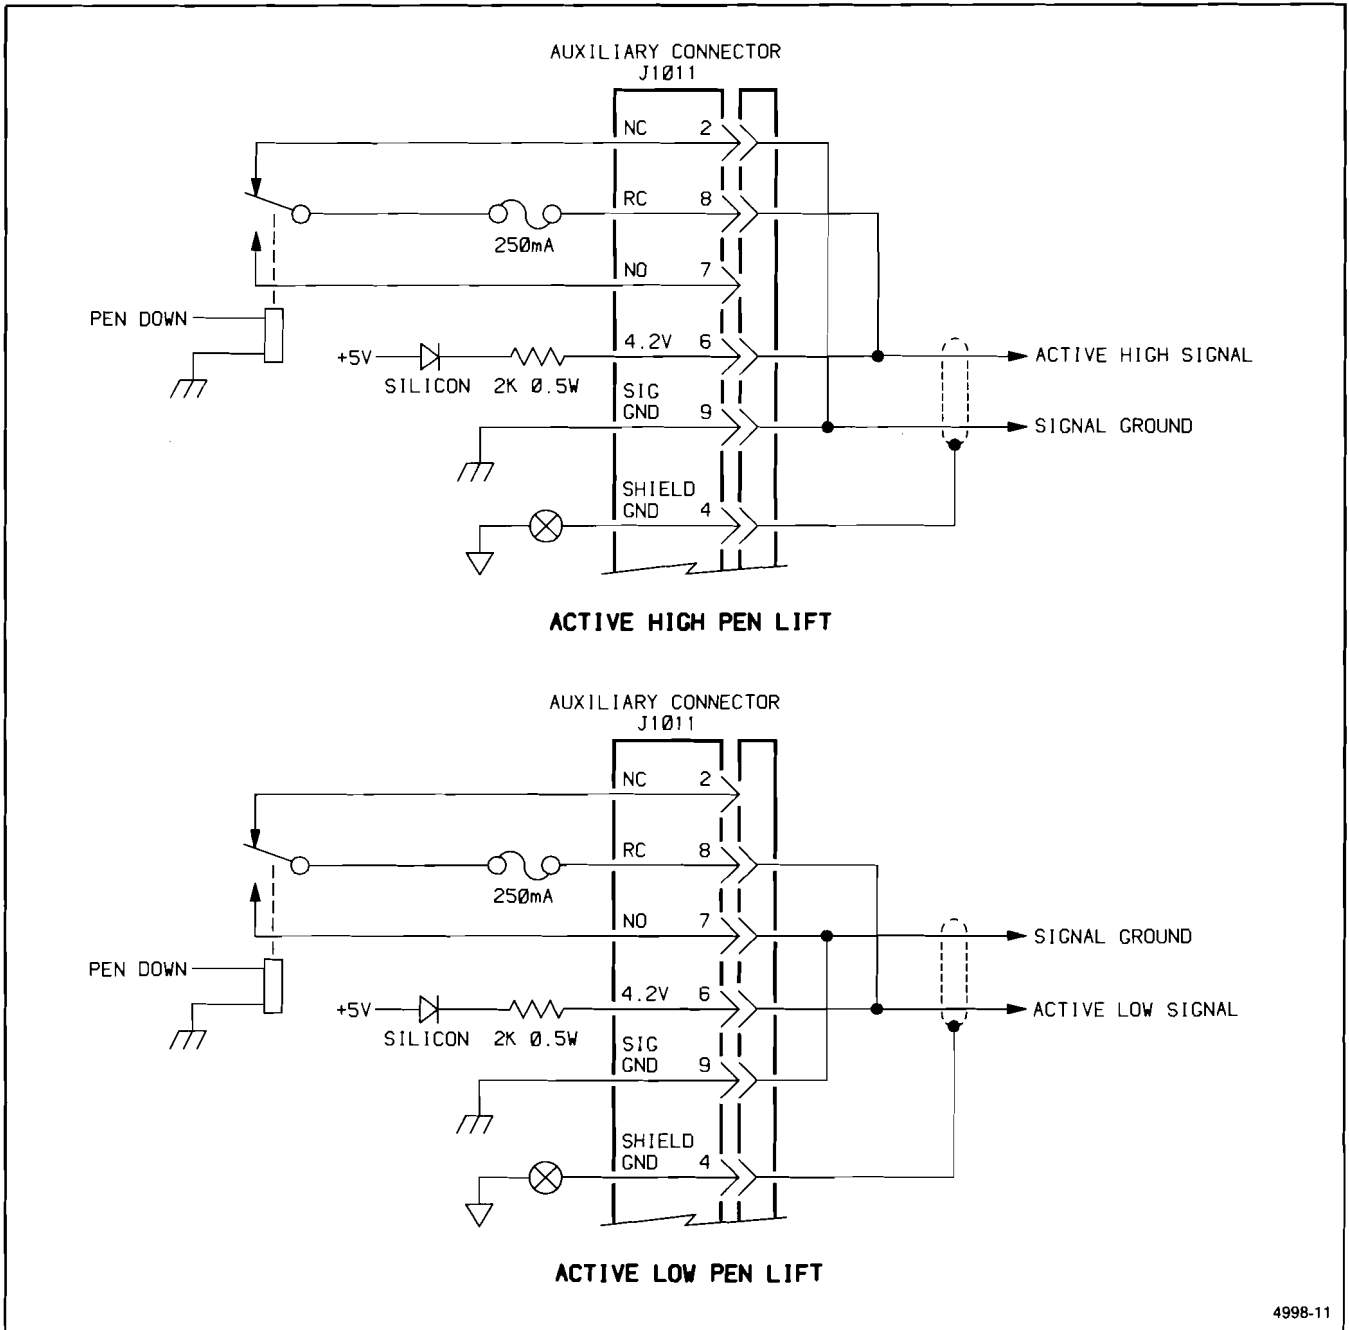 AUXILIARY CONNECTOR
J1011
NC 2
RC 8
250mA
NO 7
PEN DOWN
4.2V 6
+5V
SILICON 2K 0.5W
ACTIVE HIGH SIGNAL
SIG
GND 9
SIGNAL GROUND
SHIELD
GND 4
ACTIVE HIGH PEN LIFT
AUXILIARY CONNECTOR
J1011
NC 2
RC 8
250mA
NO 7
SIGNAL GROUND
PEN DOWN
4.2V 6
+5V
SILICON 2K 0.5W
ACTIVE LOW SIGNAL
SIG
GND 9
SHIELD
GND 4
ACTIVE LOW PEN LIFT
4998-11